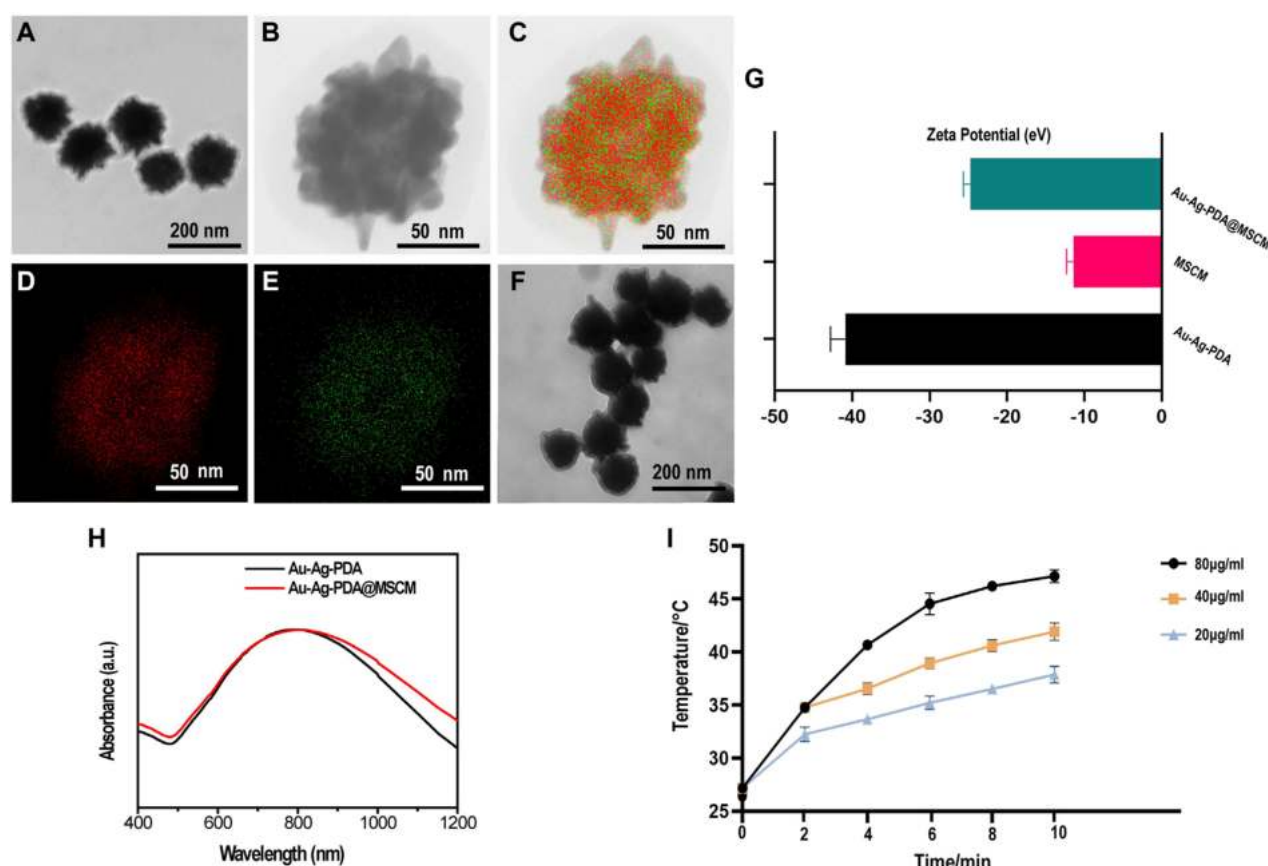 A
200 nm
B
50 nm
C
50 nm
D
50 nm
E
50 nm
F
200 nm
G
Zeta Potential (eV)
Au-Ag-PDA@MSCM
MSCM
Au-Ag-PDA
-50 -40 -30 -20 -10 0
H
Au-Ag-PDA
Au-Ag-PDA@MSCM
Absorbance (a.u.)
400 600 800 1000 1200
Wavelength (nm)
I
50
45
40
35
30
25
Temperature/°C
0 2 4 6 8 10
Time/min
80μg/ml
40μg/ml
20μg/ml